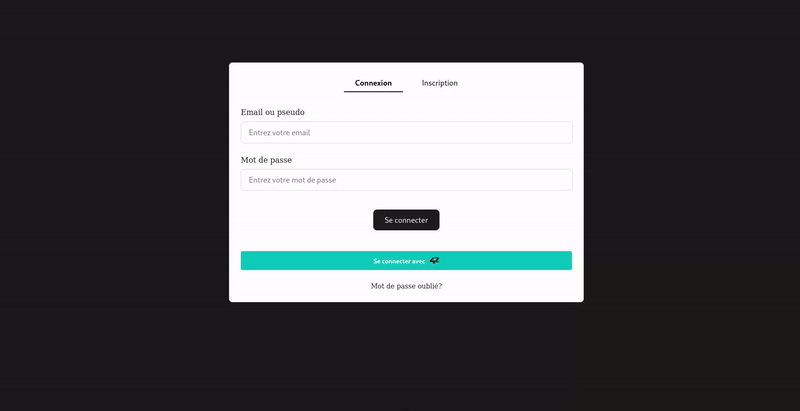 Connexion Inscription
Email ou pseudo
Entrez votre email
Mot de passe
Entrez votre mot de passe
Se connecter
Se connecter avec 42
Mot de passe oublié?